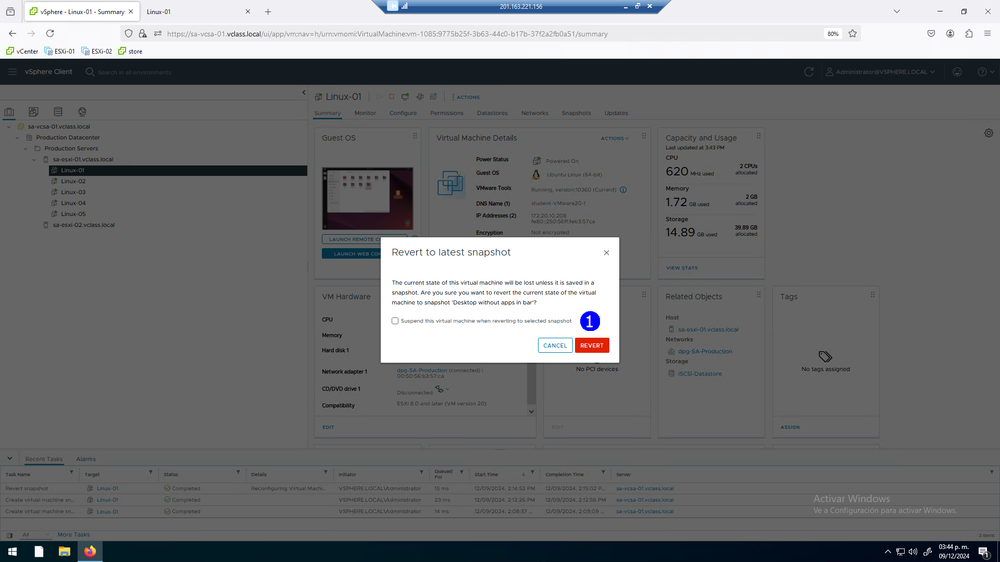 vSphere - Linux-01 - Summary
Linux-01
201.163.221.156
https://sa-vcsa-01.vclass.local/ui/app/vm;nav=h/urn:vmomi:VirtualMachine:vm-1085:9775b25f-3b63-44c0-b17b-37f2a2fb0a51/summary
80%
vCenter
ESXi-01
ESXi-02
store
vSphere Client
Search in all environments
Administrator@VSPHERE.LOCAL
Linux-01
ACTIONS
Summary
Monitor
Configure
Permissions
Datastores
Networks
Snapshots
Updates
sa-vcsa-01.vclass.local
Production Datacenter
Production Servers
sa-esxi-01.vclass.local
Linux-01
Linux-02
Linux-03
Linux-04
Linux-05
sa-esxi-02.vclass.local
Guest OS
LAUNCH REMOTE CO
LAUNCH WEB CON
Virtual Machine Details
ACTIONS
Power Status
Powered On
Guest OS
Ubuntu Linux (64-bit)
VMware Tools
Running, version:10360 (Current)
DNS Name (1)
student-VMware20-1
IP Addresses (2)
172.20.10.208
fe80::250:56ff:feb3:57ca
Encryption
Not encrypted
Capacity and Usage
Last updated at 3:43 PM
CPU
620 MHz used
2 CPUs
allocated
Memory
1.72 GB used
2 GB
allocated
Storage
14.89 GB used
39.89 GB
allocated
VIEW STATS
Revert to latest snapshot
The current state of this virtual machine will be lost unless it is saved in a
snapshot. Are you sure you want to revert the current state of the virtual
machine to snapshot 'Desktop without apps in bar'?
Suspend this virtual machine when reverting to selected snapshot
1
CANCEL
REVERT
VM Hardware
CPU
Memory
Hard disk 1
Network adapter 1
dpg-SA-Production (connected) |
00:50:56:b3:57:ca
CD/DVD drive 1
Disconnected
Compatibility
ESXi 8.0 and later (VM version 20)
EDIT
No PCI devices
EDIT
Related Objects
Host
sa-esxi-01.vclass.local
Networks
dpg-SA-Production
Storage
iSCSI-Datastore
Tags
No tags assigned
ASSIGN
Recent Tasks
Alarms
Task Name
Target
Status
Details
Initiator
Queued
For
Start Time
Completion Time
Server
Revert snapshot
Linux-01
Completed
Reconfiguring Virtual Machi...
VSPHERE.LOCAL\Administrator
15 ms
12/09/2024, 2:14:52 PM
12/09/2024, 2:15:02 P...
sa-vcsa-01.vclass.local
Create virtual machine sn...
Linux-01
Completed
VSPHERE.LOCAL\Administrator
23 ms
12/09/2024, 2:12:26 PM
12/09/2024, 2:12:56 PM
sa-vcsa-01.vclass.local
Create virtual machine sn...
Linux-01
Completed
VSPHERE.LOCAL\Administrator
14 ms
12/09/2024, 2:08:37 ...
12/09/2024, 2:09:09 ...
sa-vcsa-01.vclass.local
Activar Windows
Ve a Configuración para activar Windows.
All
More Tasks
3 items
03:44 p. m.
09/12/2024
1